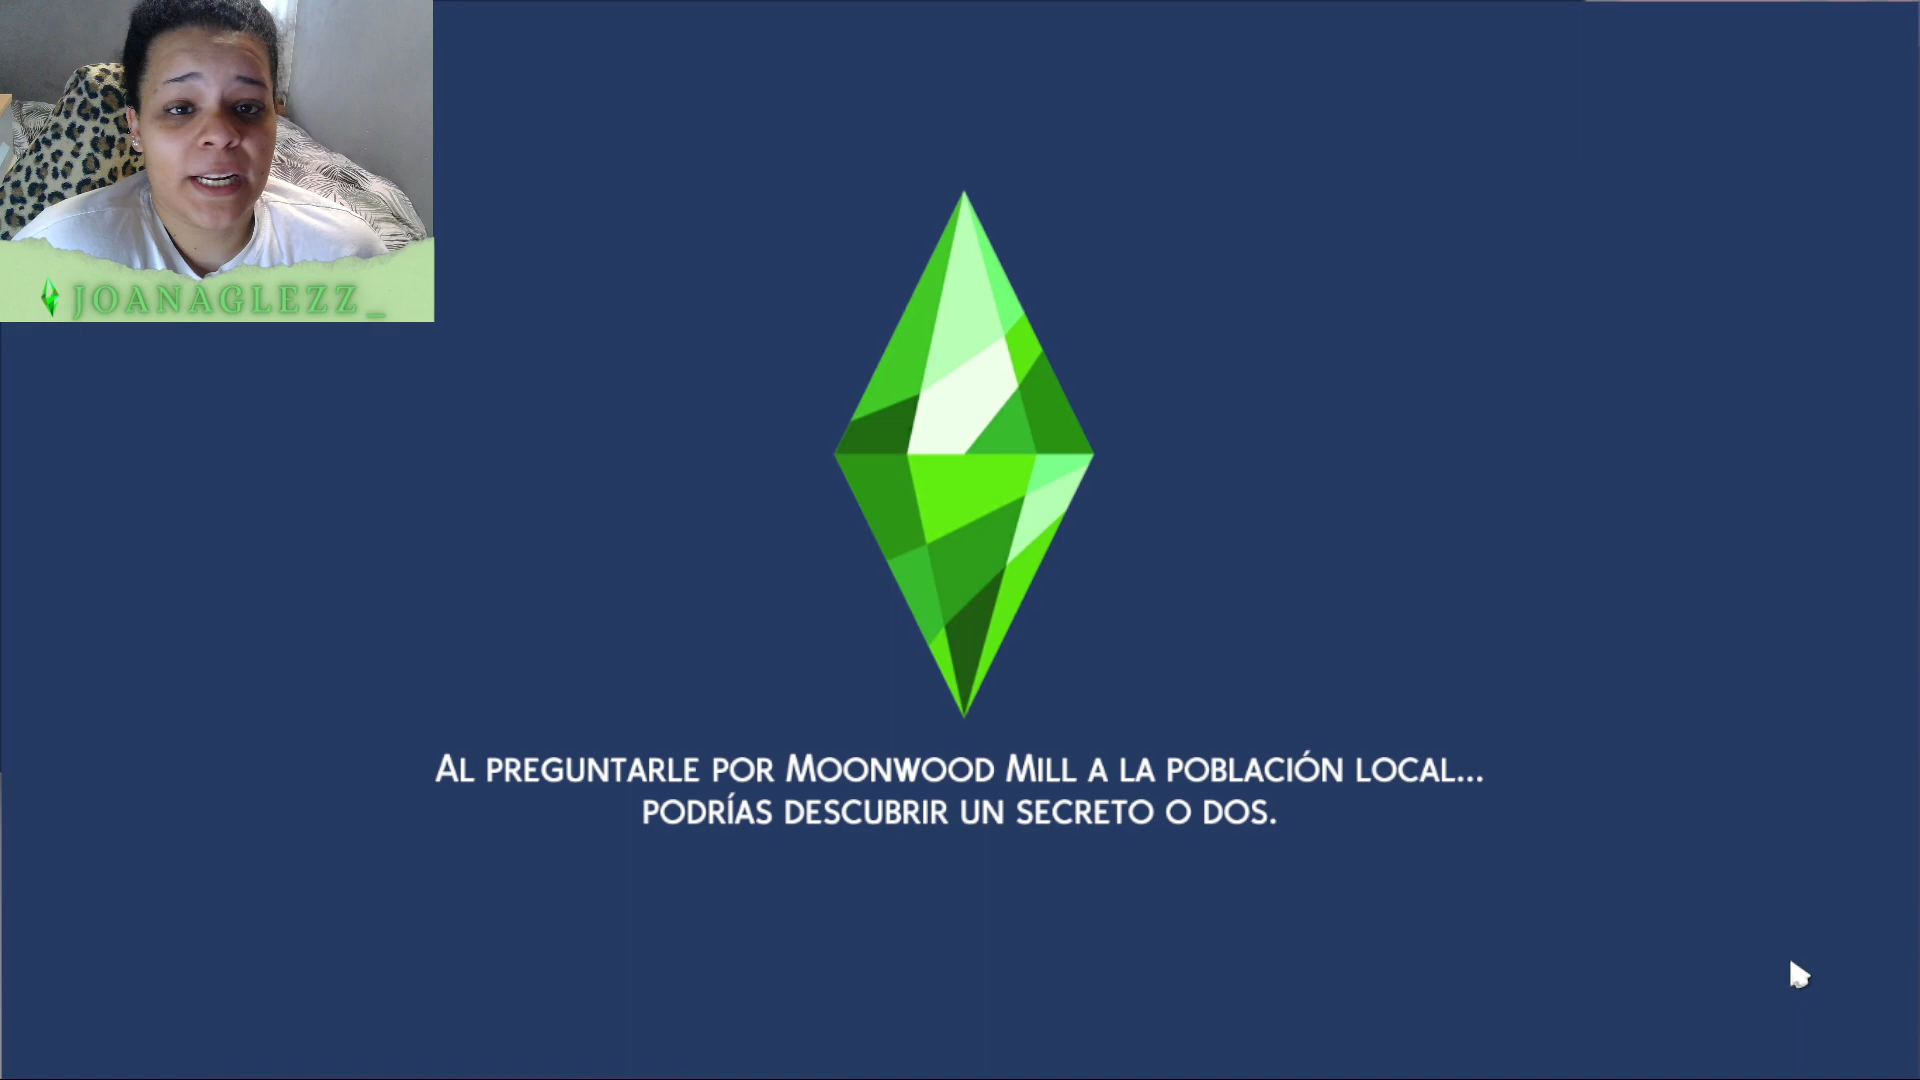 JOANAGLEZZ_
AL PREGUNTARLE POR MOONWOOD MILL A LA POBLACIÓN LOCAL...
PODRÍAS DESCUBRIR UN SECRETO O DOS.